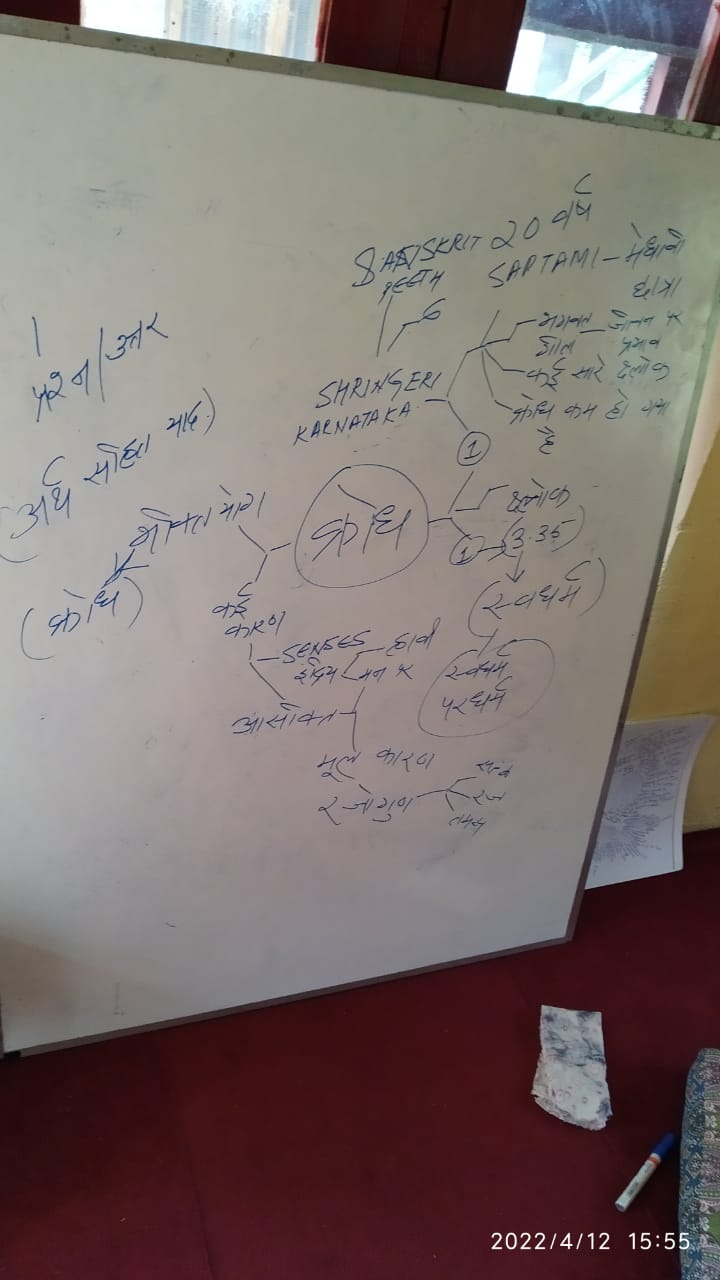 SANSKRIT 20 वर्ष
PEETH
SAPTAMI - मेधावी
छात्रा
6
भगवत जीवन पर
गीता प्रभाव
कई सारे श्लोक
क्रोध कम हो गया
है
SHRINGERI
KARNATAKA
1
प्रश्न/उत्तर
(अर्थ सहित याद)
योग
(क्रोध)
क्रोध
श्लोक
1 (3.35)
(स्वधर्म)
स्वधर्म
परधर्म
कई
कारण
SENSES हावी
इंद्रिय मन पर
आसक्ति
मूल कारण
रजोगुण
सत्व
रज
तमस
2022/4/12 15:55